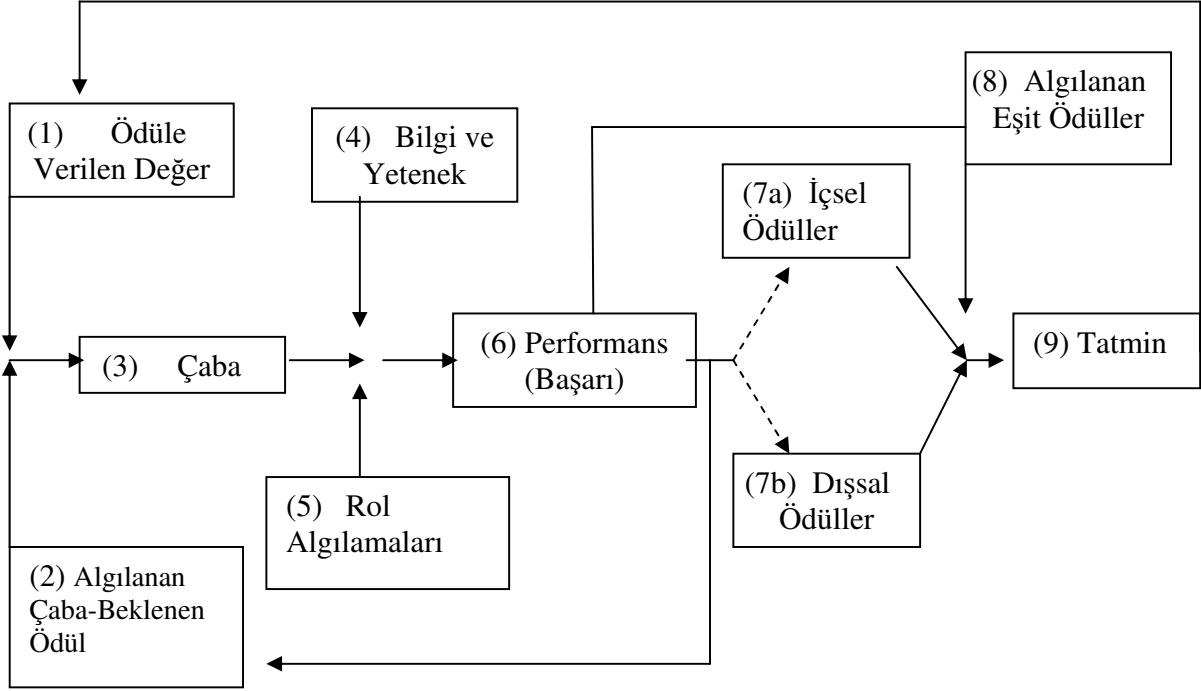 (1) Ödüle
Verilen Değer
(2) Algılanan
Çaba-Beklenen
Ödül
(3) Çaba
(4) Bilgi ve
Yetenek
(5) Rol
Algılamaları
(6) Performans
(Başarı)
(7a) İçsel
Ödüller
(7b) Dışsal
Ödüller
(8) Algılanan
Eşit Ödüller
(9) Tatmin